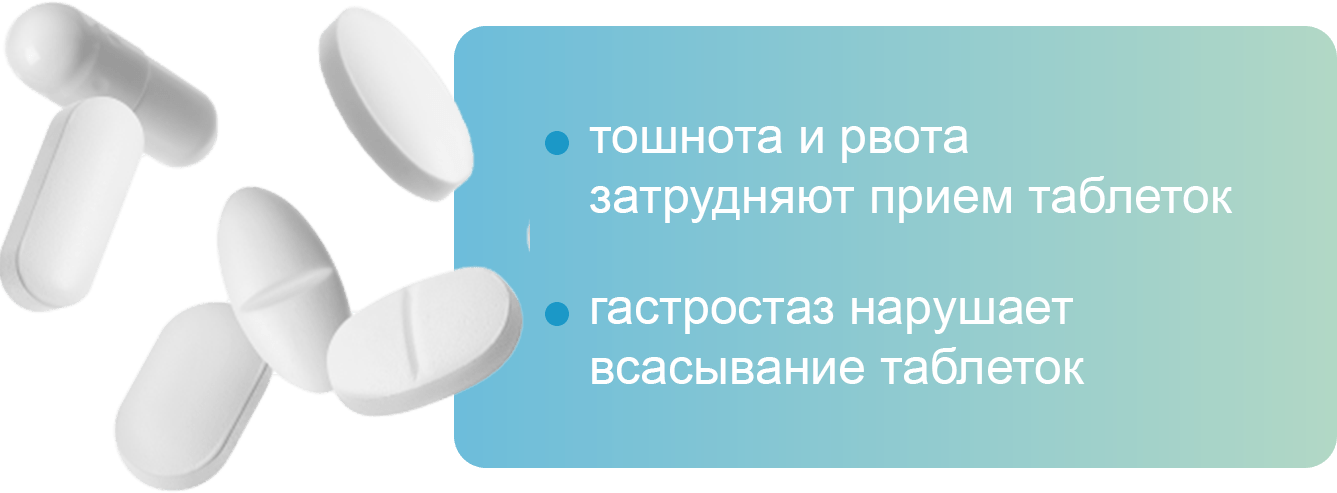 тошнота и рвота
затрудняют прием таблеток
гастростаз нарушает
всасывание таблеток